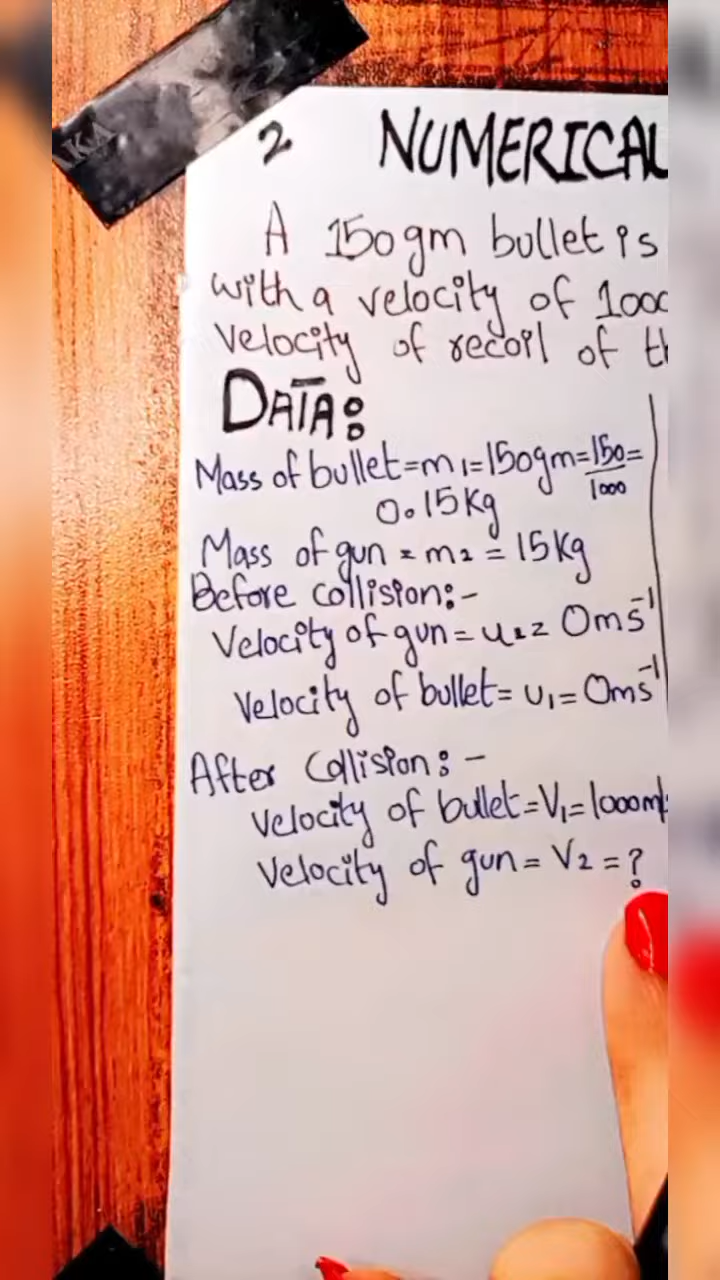 AKA
2 NUMERICAL
A 150gm bullet is
with a velocity of 1000
velocity of recoil of th
DATA:
Mass of bullet=m1=150gm=150/1000=
0.15Kg
Mass of gun = m2 = 15Kg
Before collision:-
Velocity of gun = u2= 0ms⁻¹
Velocity of bullet= u1= 0ms⁻¹
After Collision:-
Velocity of bullet=V1=1000m/
Velocity of gun = V2 = ?